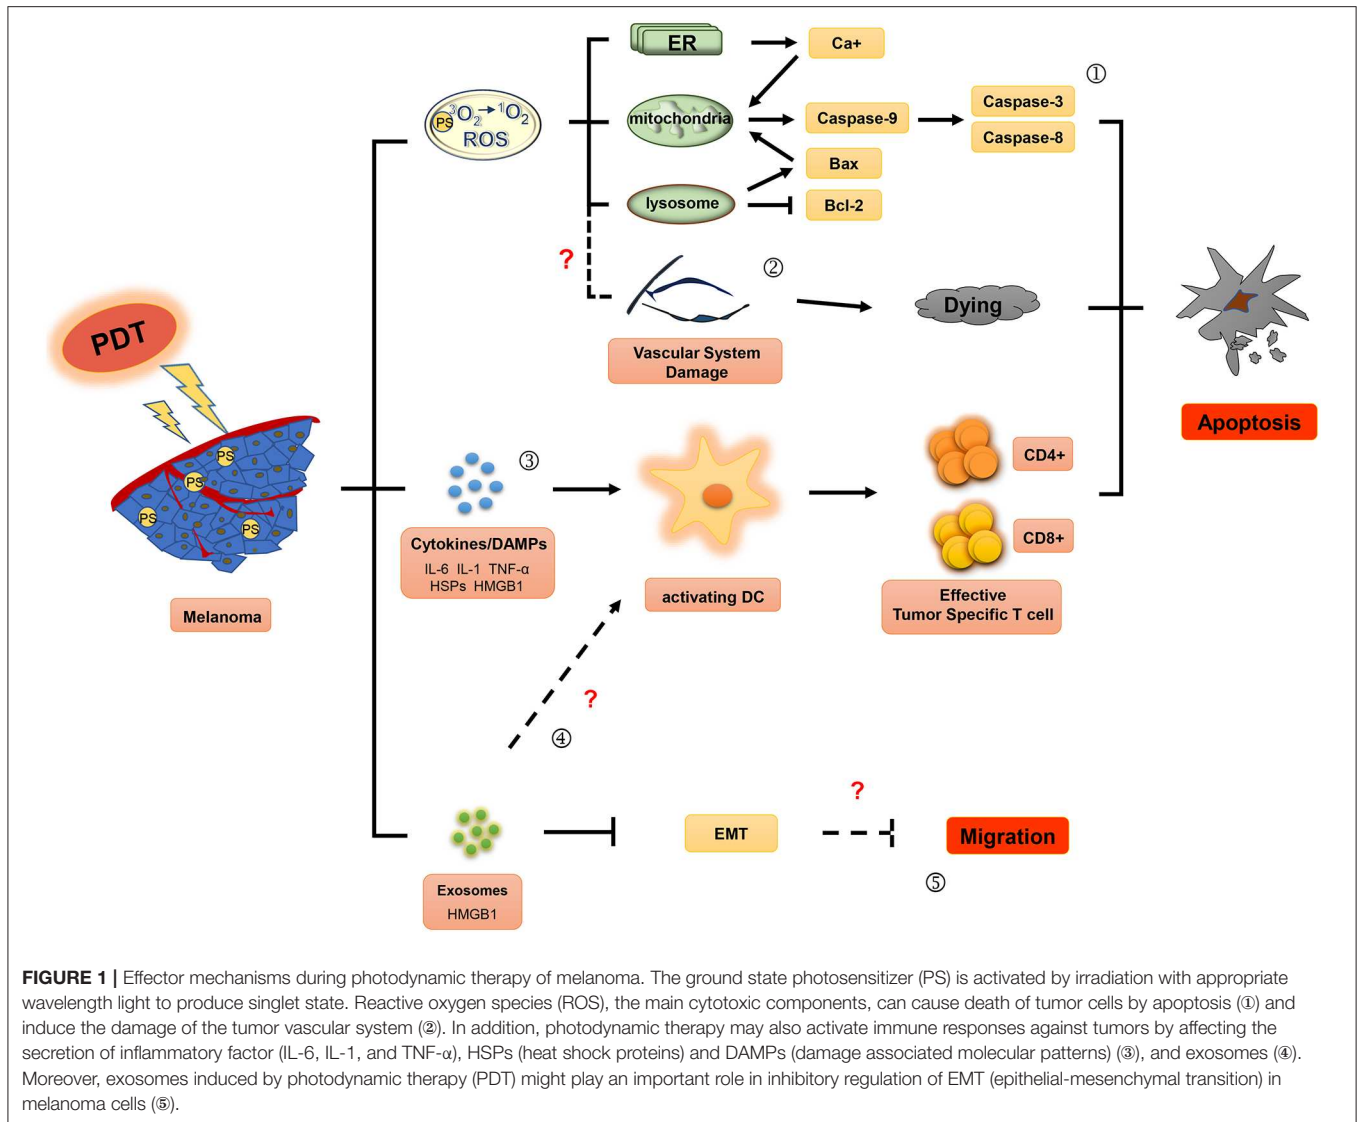 ER
Ca+
①
³O₂→¹O₂
PS
ROS
mitochondria
Caspase-9
Caspase-3
Caspase-8
Bax
lysosome
Bcl-2
?
②
Dying
Vascular System
Damage
PDT
Apoptosis
PS
PS
PS
PS
③
CD4+
CD8+
Cytokines/DAMPs
IL-6 IL-1 TNF-α
HSPs HMGB1
activating DC
Effective
Tumor Specific T cell
Melanoma
?
④
?
EMT
Migration
⑤
Exosomes
HMGB1
FIGURE 1 | Effector mechanisms during photodynamic therapy of melanoma. The ground state photosensitizer (PS) is activated by irradiation with appropriate
wavelength light to produce singlet state. Reactive oxygen species (ROS), the main cytotoxic components, can cause death of tumor cells by apoptosis (①) and
induce the damage of the tumor vascular system (②). In addition, photodynamic therapy may also activate immune responses against tumors by affecting the
secretion of inflammatory factor (IL-6, IL-1, and TNF-α), HSPs (heat shock proteins) and DAMPs (damage associated molecular patterns) (③), and exosomes (④).
Moreover, exosomes induced by photodynamic therapy (PDT) might play an important role in inhibitory regulation of EMT (epithelial-mesenchymal transition) in
melanoma cells (⑤).